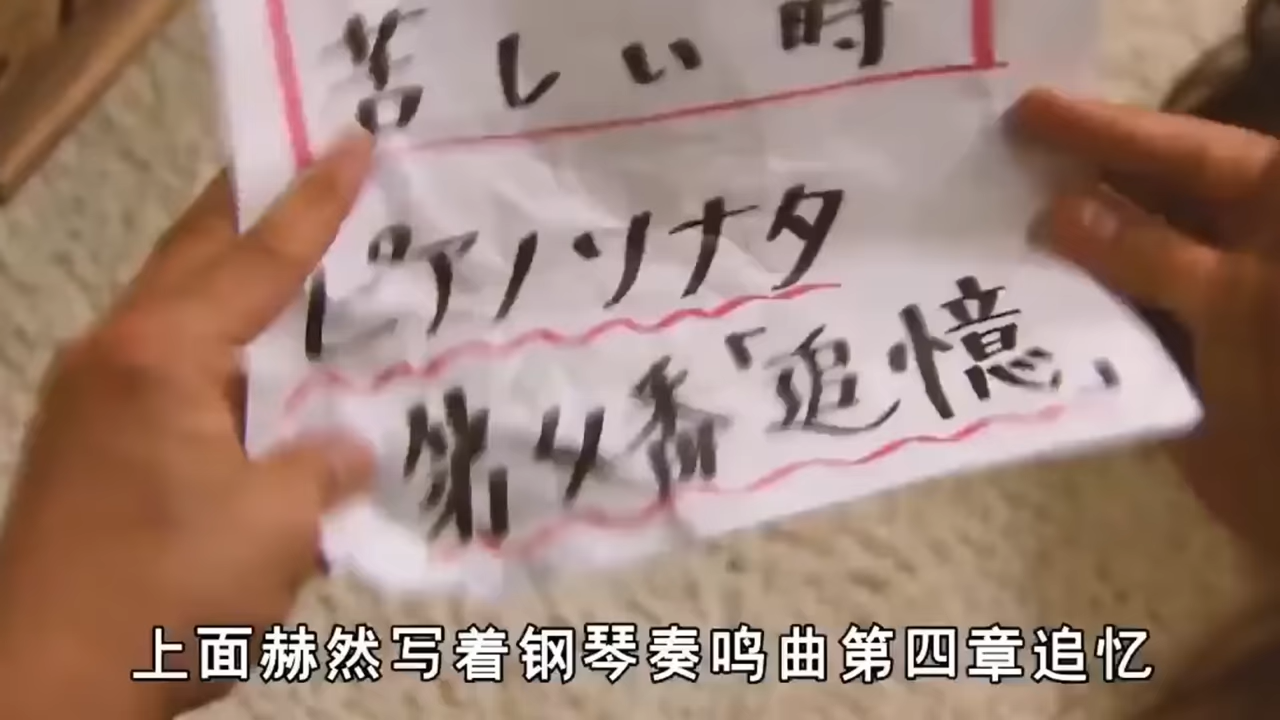 苦しい時
ピアノソナタ
第4番「追憶」
上面赫然写着钢琴奏鸣曲第四章追忆